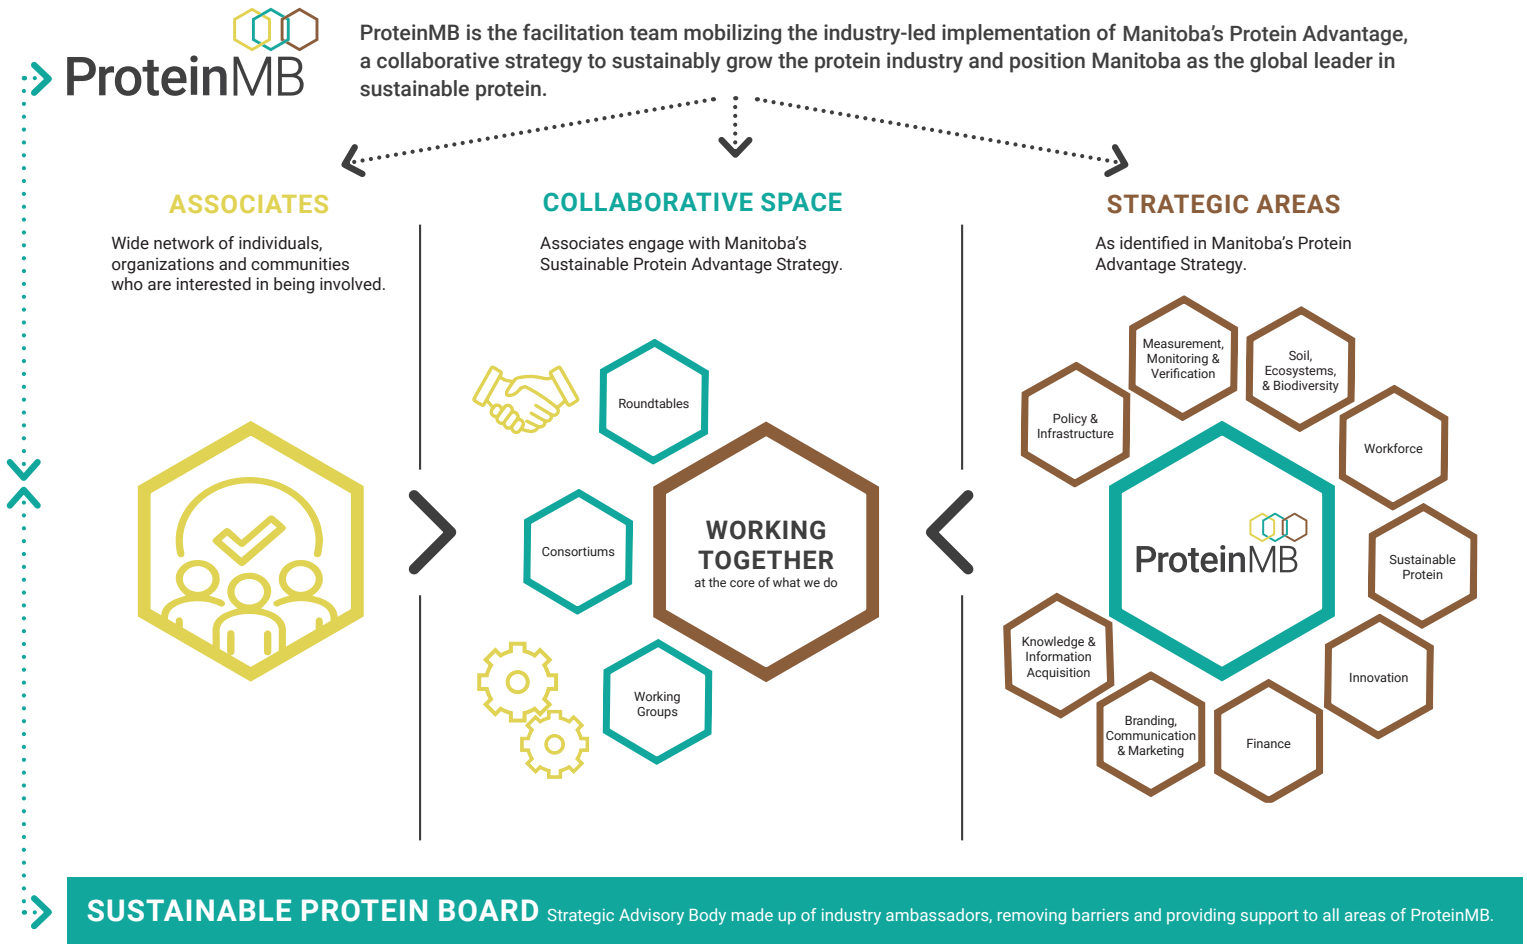 ProteinMB
ProteinMB is the facilitation team mobilizing the industry-led implementation of Manitoba's Protein Advantage,
a collaborative strategy to sustainably grow the protein industry and position Manitoba as the global leader in
sustainable protein.
ASSOCIATES
Wide network of individuals,
organizations and communities
who are interested in being involved.
COLLABORATIVE SPACE
Associates engage with Manitoba's
Sustainable Protein Advantage Strategy.
Roundtables
Consortiums
Working
Groups
WORKING
TOGETHER
at the core of what we do
STRATEGIC AREAS
As identified in Manitoba's Protein
Advantage Strategy.
Measurement,
Monitoring &
Verification
Soil,
Ecosystems,
& Biodiversity
Policy &
Infrastructure
Workforce
ProteinMB
Sustainable
Protein
Knowledge &
Information
Acquisition
Innovation
Branding,
Communication
& Marketing
Finance
SUSTAINABLE PROTEIN BOARD Strategic Advisory Body made up of industry ambassadors, removing barriers and providing support to all areas of ProteinMB.